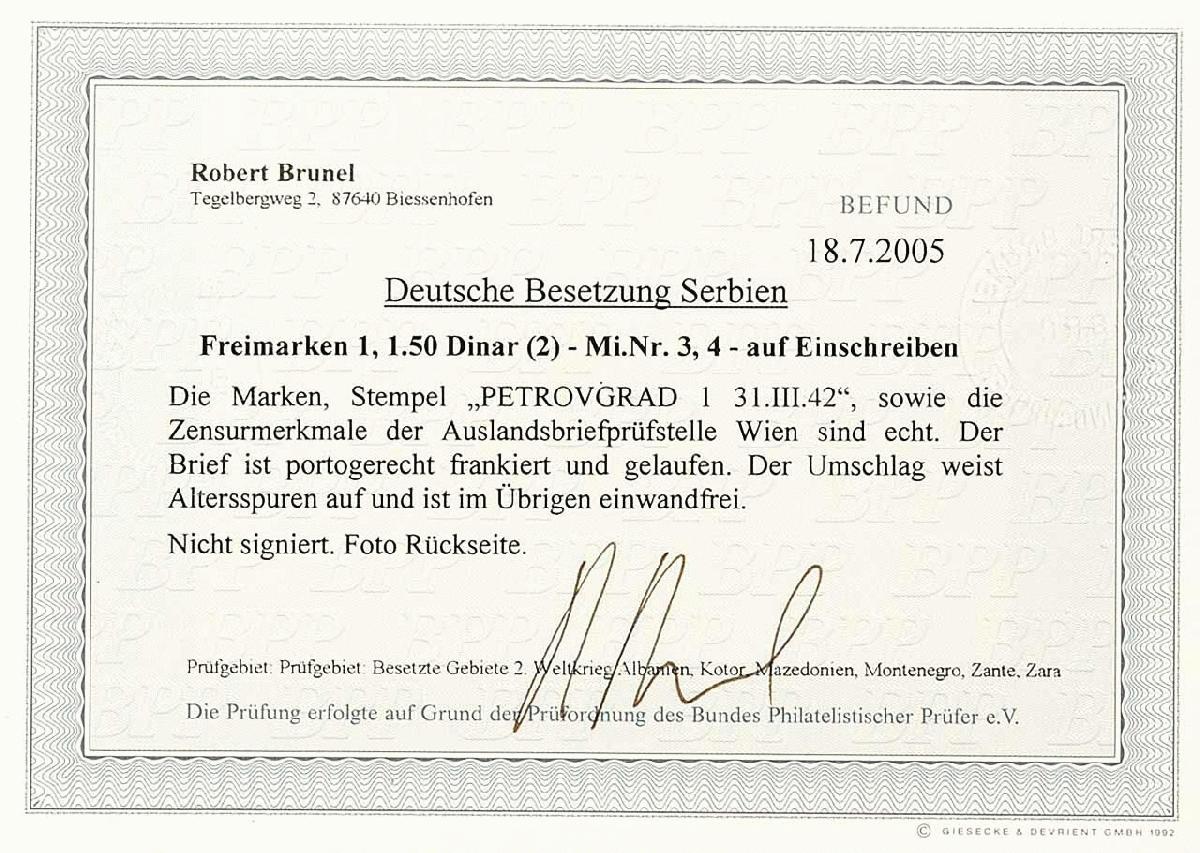 Robert Brunel
Tegelbergweg 2, 87640 Biessenhofen
BEFUND
18.7.2005
Deutsche Besetzung Serbien
Freimarken 1, 1.50 Dinar (2) - Mi.Nr. 3, 4 - auf Einschreiben
Die Marken, Stempel „PETROVGRAD 1 31.III.42“, sowie die
Zensurmerkmale der Auslandsbriefprüfstelle Wien sind echt. Der
Brief ist portogerecht frankiert und gelaufen. Der Umschlag weist
Altersspuren auf und ist im Übrigen einwandfrei.
Nicht signiert. Foto Rückseite.
Prüfgebiet: Prüfgebiet: Besetzte Gebiete 2. Weltkrieg Albanien, Kotor, Mazedonien, Montenegro, Zante, Zara
Die Prüfung erfolgte auf Grund der Prüfordnung des Bundes Philatelistischer Prüfer e.V.
© GIESECKE & DEVRIENT GMBH 1992